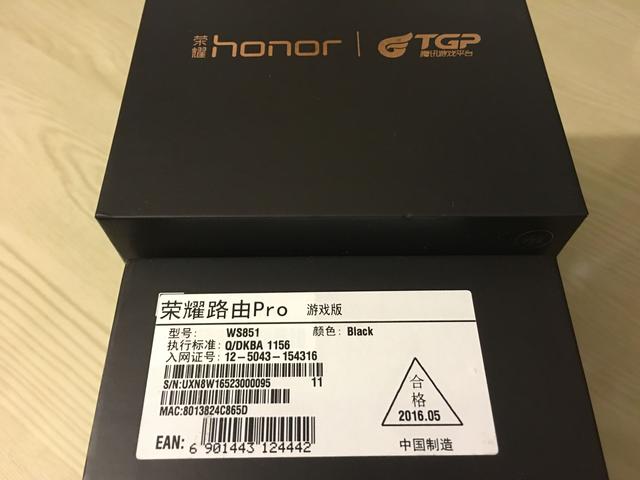 荣耀 honor | TGP
腾讯游戏平台
荣耀路由Pro 游戏版
型号: WS851 颜色: Black
执行标准: Q/DKBA 1156
入网证号: 12-5043-154316
S/N:UXN8W16523000095 11
MAC:8013824C865D
EAN: 6 901443 124442
合格
2016.05
中国制造